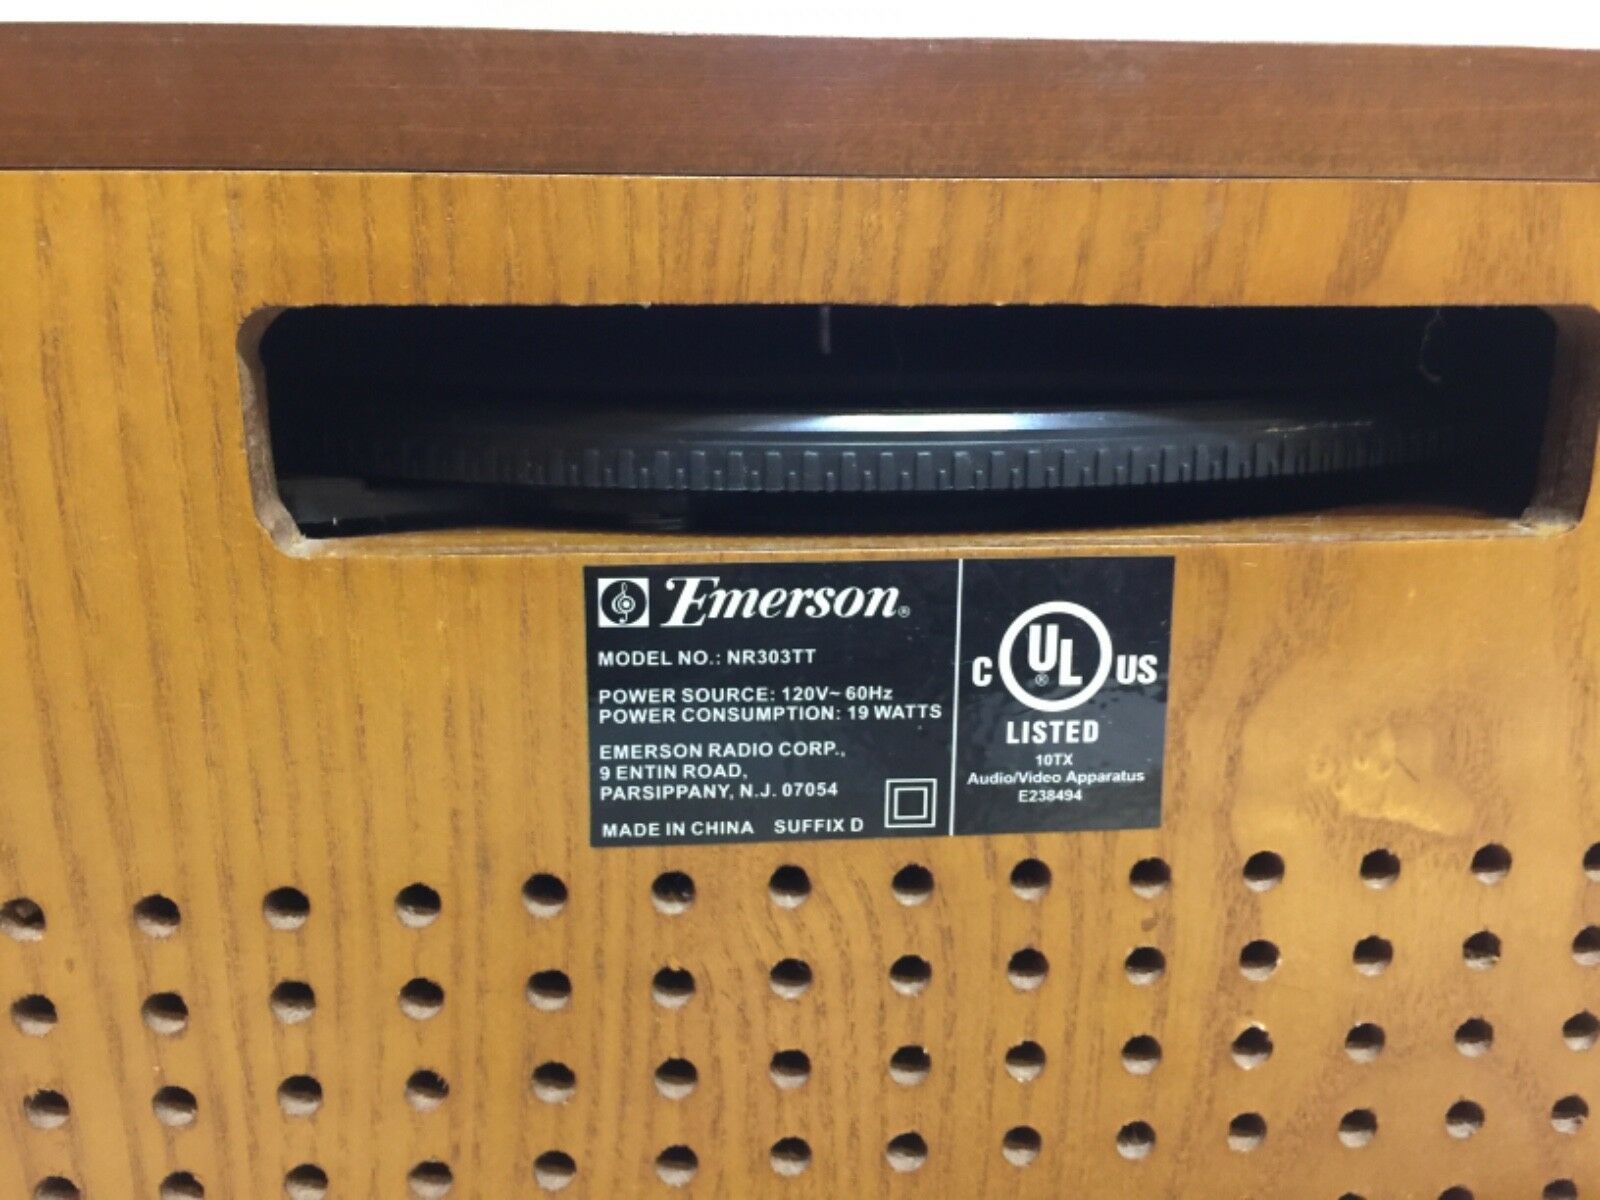 Emerson®
MODEL NO.: NR303TT
POWER SOURCE: 120V~ 60Hz
POWER CONSUMPTION: 19 WATTS
EMERSON RADIO CORP.,
9 ENTIN ROAD,
PARSIPPANY, N.J. 07054
MADE IN CHINA SUFFIX D
C UL® US
LISTED
10TX
Audio/Video Apparatus
E238494